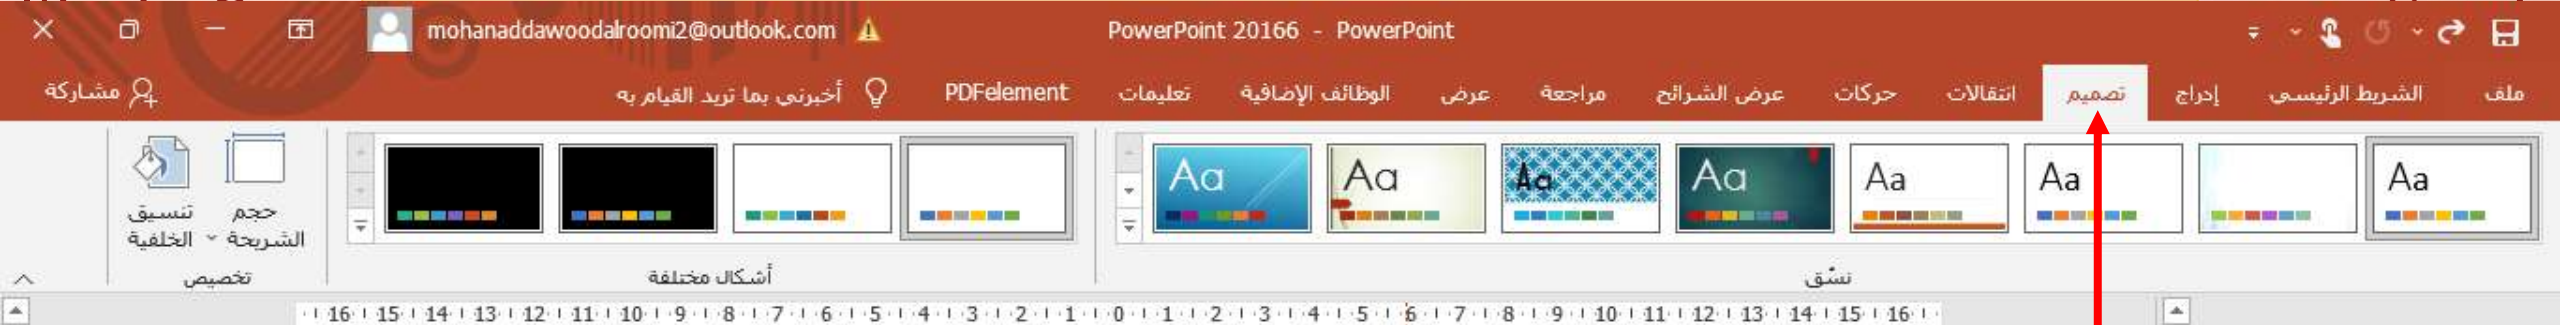 mohanaddawoodalroomi2@outlook.com
PowerPoint 20166 - PowerPoint
ملف
الشريط الرئيسي
إدراج
تصميم
انتقالات
حركات
عرض الشرائح
مراجعة
عرض
الوظائف الإضافية
تعليمات
PDFelement
أخبرني بما تريد القيام به
مشاركة
Aa
Aa
Aa
Aa
Aa
Aa
Aa
نسّق
أشكال مختلفة
حجم
الشريحة
تنسيق
الخلفية
تخصيص
16 15 14 13 12 11 10 9 8 7 6 5 4 3 2 1 0 1 2 3 4 5 6 7 8 9 10 11 12 13 14 15 16